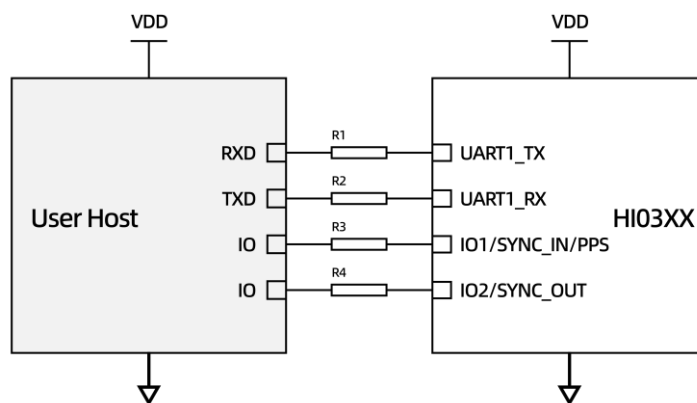 VDD VDD
R1
RXD UART1_TX
R2
TXD UART1_RX
User Host HI03XX
R3
IO IO1/SYNC_IN/PPS
R4
IO IO2/SYNC_OUT